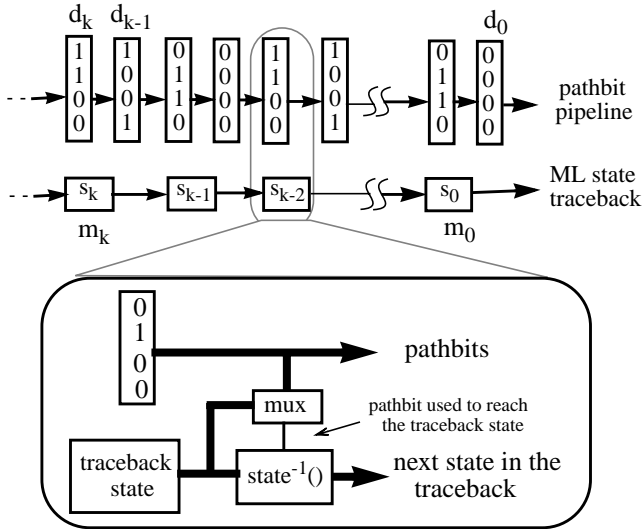 d_k d_{k-1} d_0
1 1 0 0 1 1 0 0
1 0 1 0 1 0 1 0
0 0 1 0 0 0 1 0
0 1 0 0 0 1 0 0
pathbit
pipeline
s_k s_{k-1} s_{k-2} s_0
ML state
traceback
m_k m_0
0
1
0
0
pathbits
mux
pathbit used to reach
the traceback state
traceback
state
state^{-1}()
next state in the
traceback